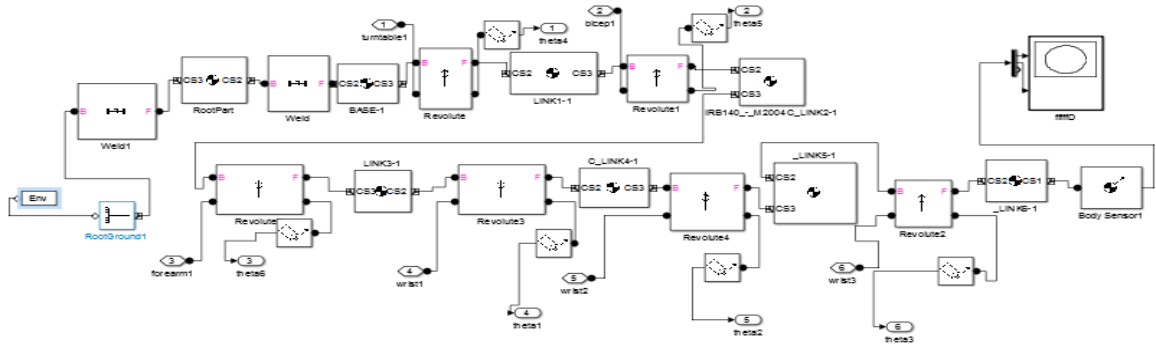 1
turntable1
1
theta4
2
bicep1
2
theta5
B
F
Weld1
CS3
CS2
RootPart
B
F
Weld
CS2
CS3
BASE-1
B
F
Revolute
CS2
CS3
LINK1-1
B
F
Revolute1
CS2
CS3
IRB140_-_M2004 C_LINK2-1
Env
RootGround1
B
F
3
forearm1
3
theta6
LINK3-1
CS3
CS2
B
F
Revolute3
4
wrist1
4
theta1
C_LINK4-1
CS2
CS3
5
wrist2
B
F
Revolute4
5
theta2
_LINK5-1
CS2
CS3
6
wrist3
B
F
Revolute2
6
theta3
CS2
CS1
_LINK6-1
Body Sensor1